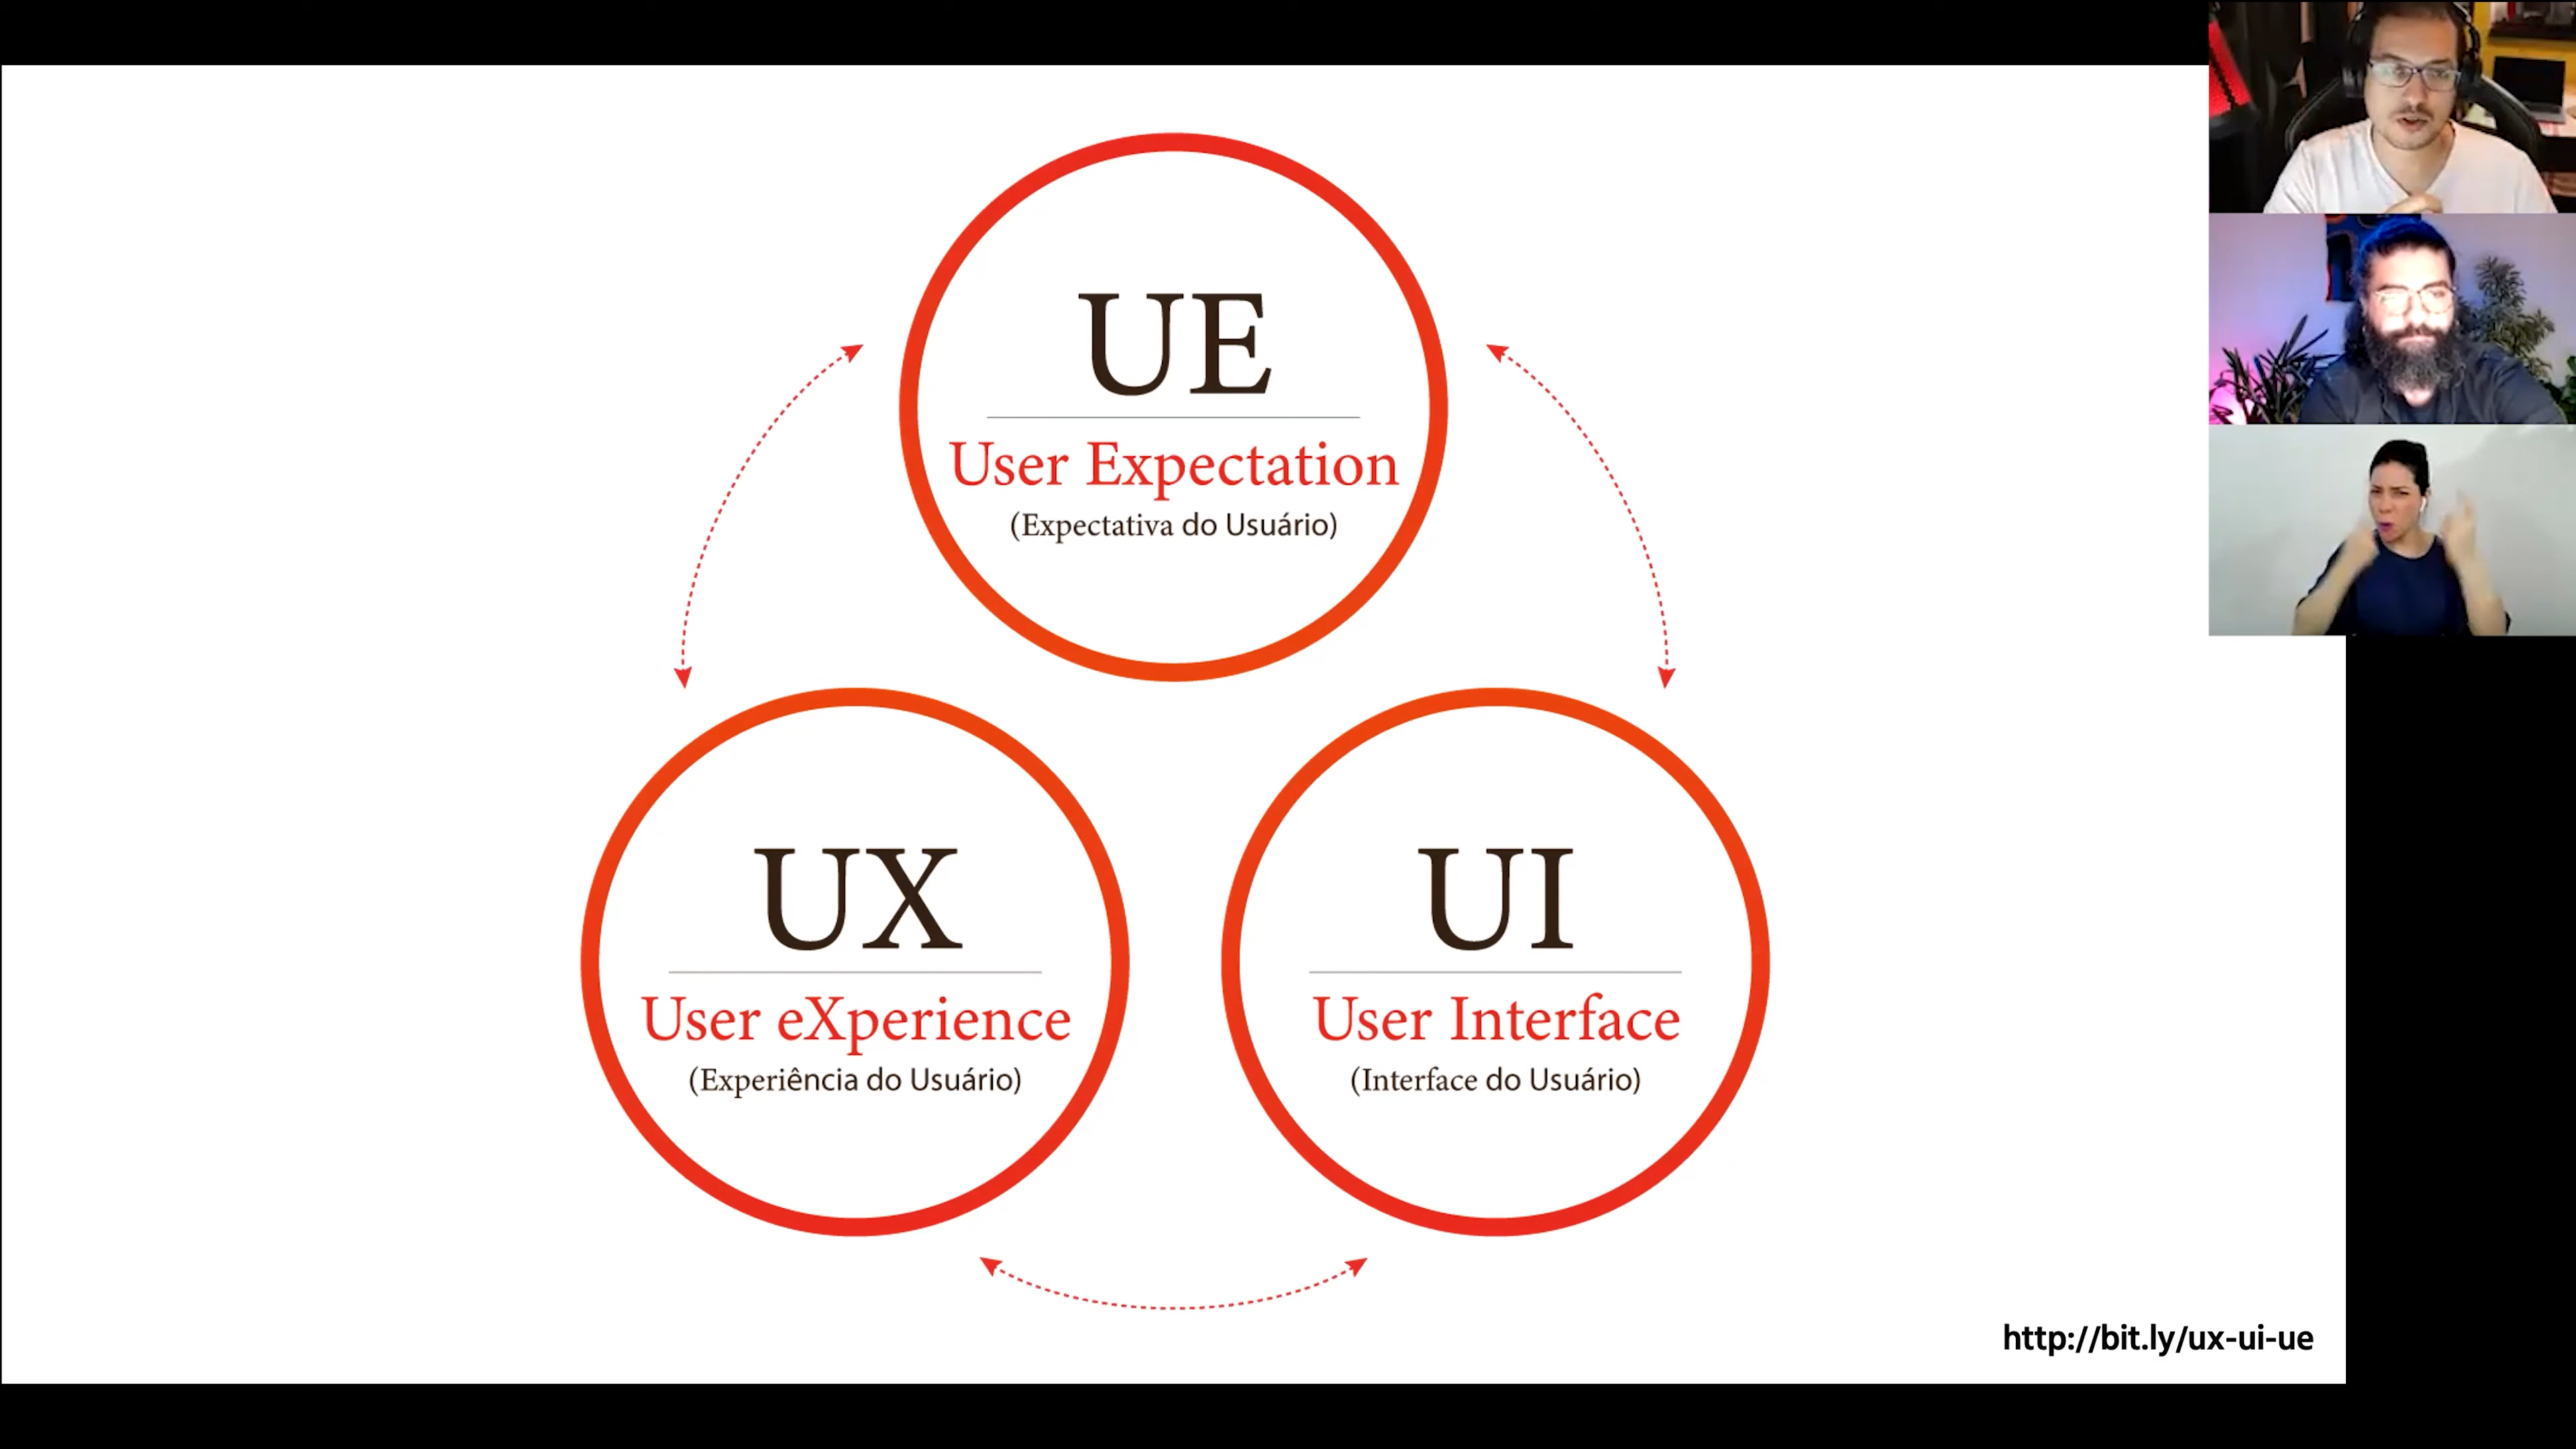 UE
User Expectation
(Expectativa do Usuário)
UX
User eXperience
(Experiência do Usuário)
UI
User Interface
(Interface do Usuário)
http://bit.ly/ux-ui-ue